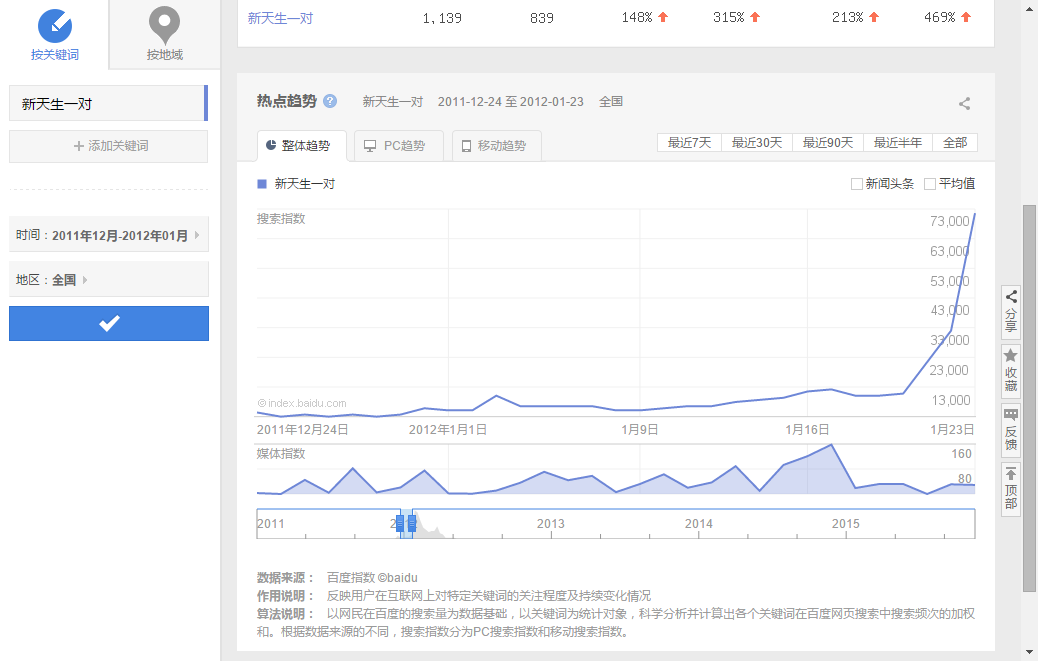 按关键词
按地域
新天生一对
+ 添加关键词
时间：2011年12月-2012年01月
地区：全国
新天生一对 1,139 839 148% 315% 213% 469%
热点趋势 ? 新天生一对 2011-12-24 至 2012-01-23 全国
整体趋势 PC趋势 移动趋势 最近7天 最近30天 最近90天 最近半年 全部
新天生一对 新闻头条 平均值
搜索指数
73,000
63,000
53,000
43,000
33,000
23,000
13,000
©index.baidu.com
2011年12月24日 2012年1月1日 1月9日 1月16日 1月23日
媒体指数
160
80
2011 2013 2014 2015
数据来源： 百度指数 ©baidu
作用说明： 反映用户在互联网上对特定关键词的关注程度及持续变化情况
算法说明： 以网民在百度的搜索量为数据基础，以关键词为统计对象，科学分析并计算出各个关键词在百度网页搜索中搜索频次的加权
和。根据数据来源的不同，搜索指数分为PC搜索指数和移动搜索指数。
分享
收藏
反馈
顶部